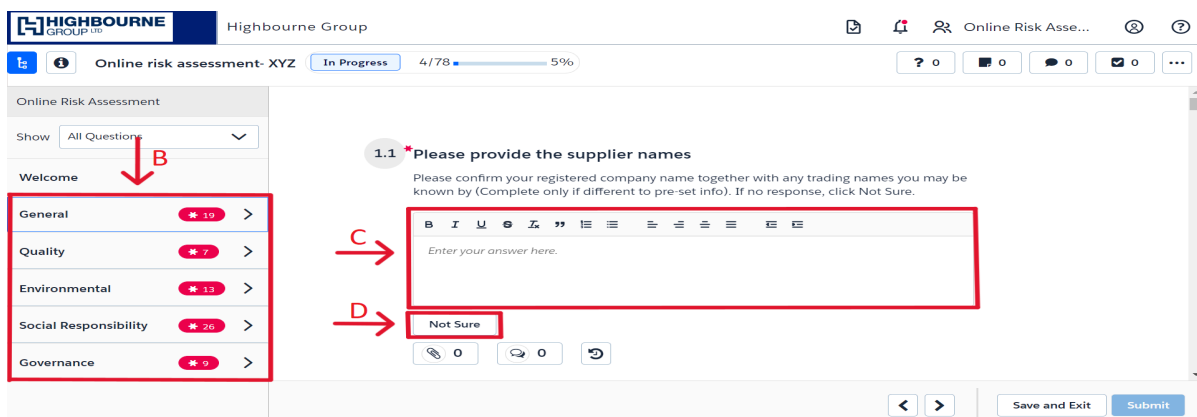 HIGHBOURNE
GROUP LTD
Highbourne Group
Online Risk Asse...
Online risk assessment- XYZ In Progress 4/78 5%
? 0 0 0 0 ...
Online Risk Assessment
Show All Questions
B
Welcome
General * 19 >
Quality * 7 >
Environmental * 13 >
Social Responsibility * 26 >
Governance * 9 >
1.1 * Please provide the supplier names
Please confirm your registered company name together with any trading names you may be
known by (Complete only if different to pre-set info). If no response, click Not Sure.
C
B I U S Tx "
Enter your answer here.
D
Not Sure
0 0
< > Save and Exit Submit